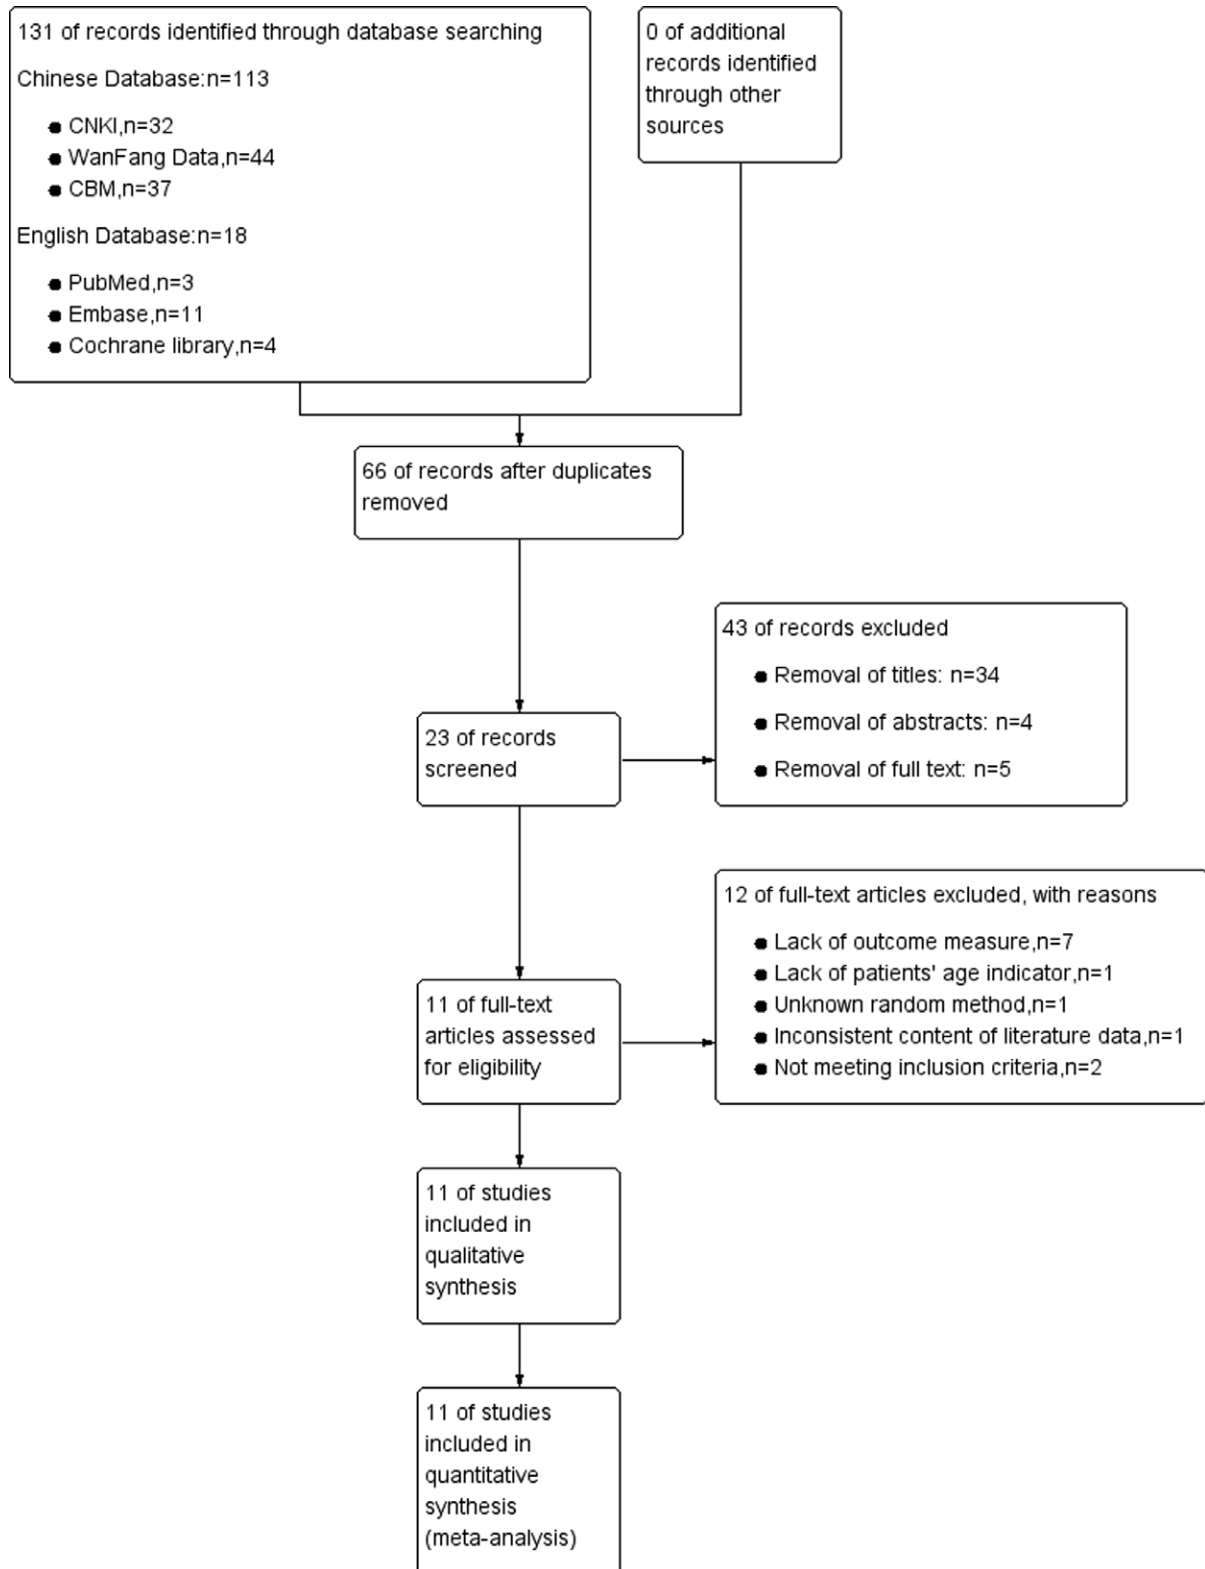 131 of records identified through database searching
Chinese Database:n=113
● CNKI,n=32
● WanFang Data,n=44
● CBM,n=37
English Database:n=18
● PubMed,n=3
● Embase,n=11
● Cochrane library,n=4
0 of additional
records identified
through other
sources
66 of records after duplicates
removed
43 of records excluded
● Removal of titles: n=34
● Removal of abstracts: n=4
● Removal of full text: n=5
23 of records
screened
12 of full-text articles excluded, with reasons
● Lack of outcome measure,n=7
● Lack of patients' age indicator,n=1
● Unknown random method,n=1
● Inconsistent content of literature data,n=1
● Not meeting inclusion criteria,n=2
11 of full-text
articles assessed
for eligibility
11 of studies
included in
qualitative
synthesis
11 of studies
included in
quantitative
synthesis
(meta-analysis)